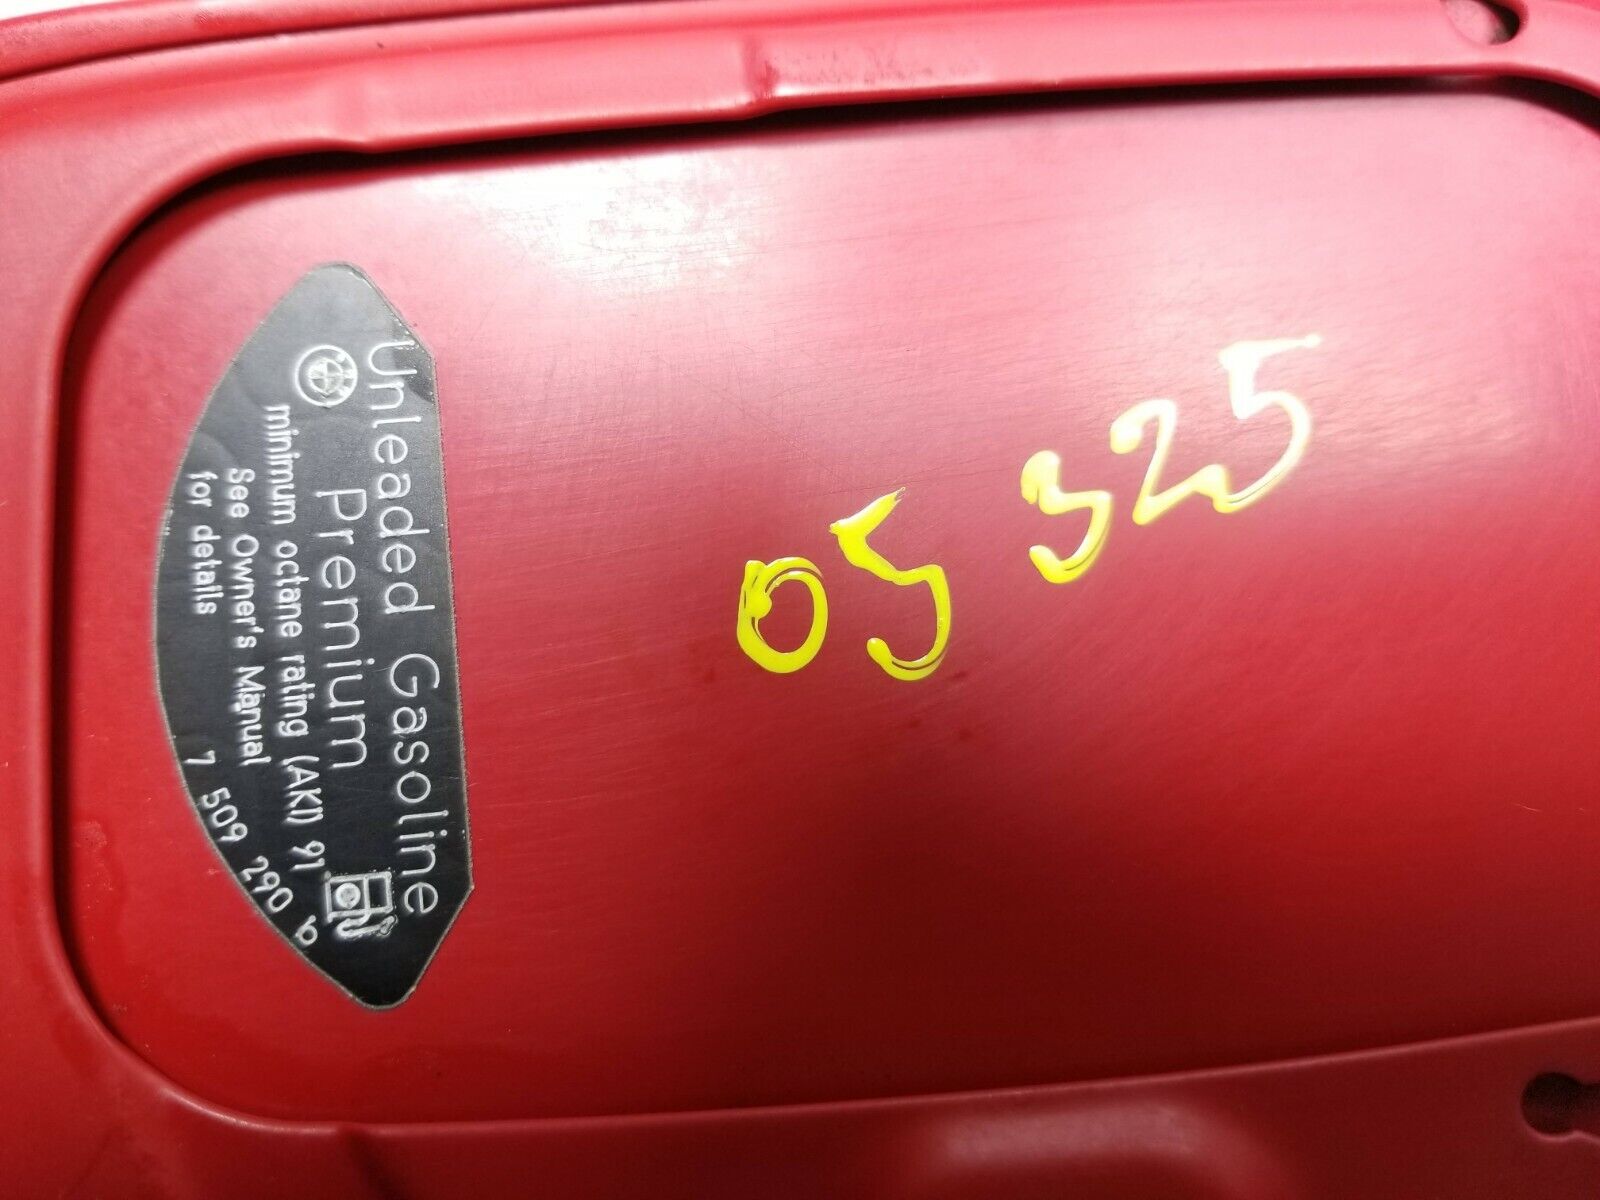 Unleaded Gasoline
Premium
minimum octane rating (AKI) 91
See Owner's Manual
for details
7 509 290
05 325